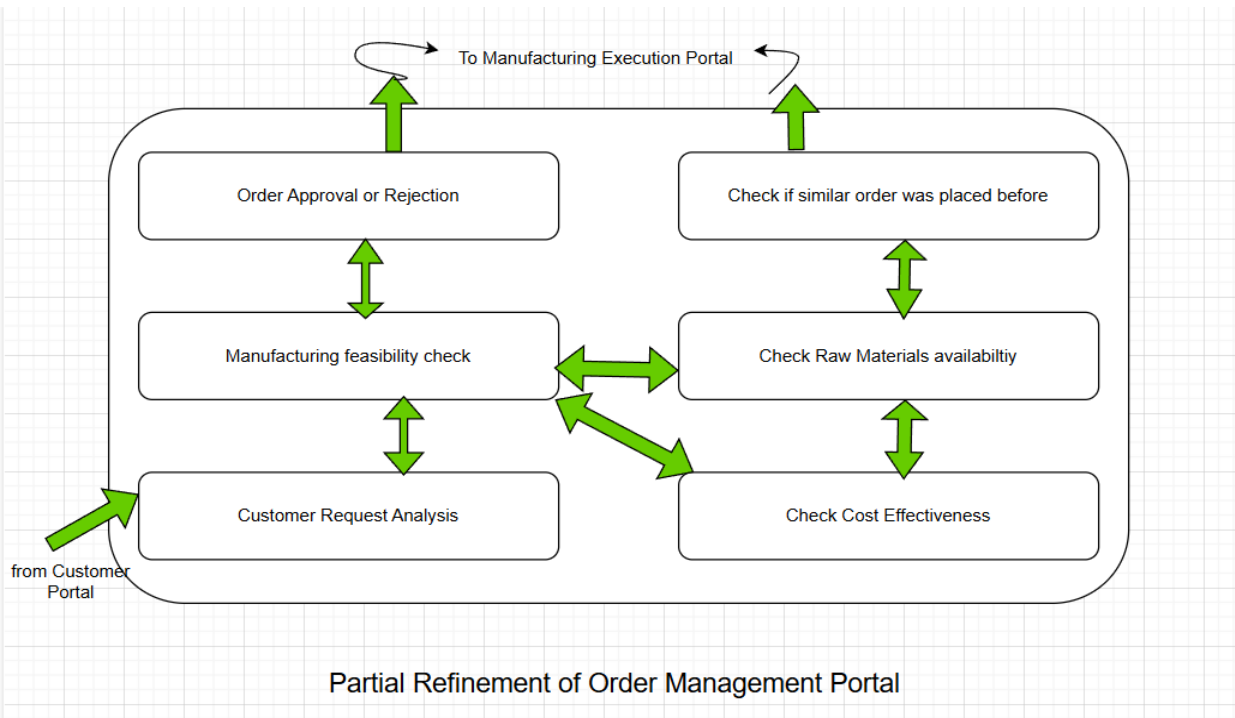 To Manufacturing Execution Portal
Order Approval or Rejection
Check if similar order was placed before
Manufacturing feasibility check
Check Raw Materials availabiltiy
Customer Request Analysis
Check Cost Effectiveness
from Customer
Portal
Partial Refinement of Order Management Portal